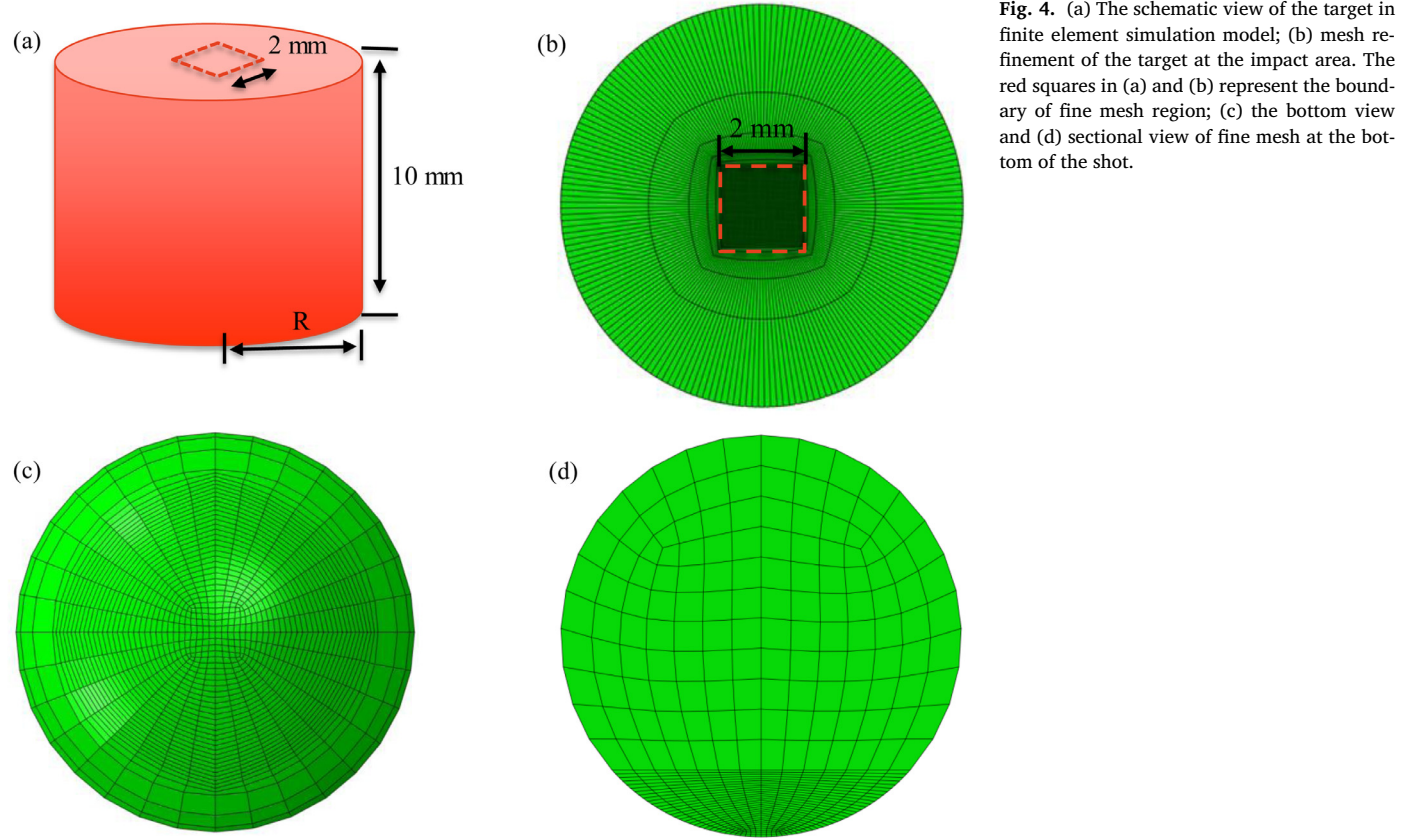 (a)
2 mm
10 mm
R
(b)
2 mm
Fig. 4. (a) The schematic view of the target in
finite element simulation model; (b) mesh re-
finement of the target at the impact area. The
red squares in (a) and (b) represent the bound-
ary of fine mesh region; (c) the bottom view
and (d) sectional view of fine mesh at the bot-
tom of the shot.
(c)
(d)